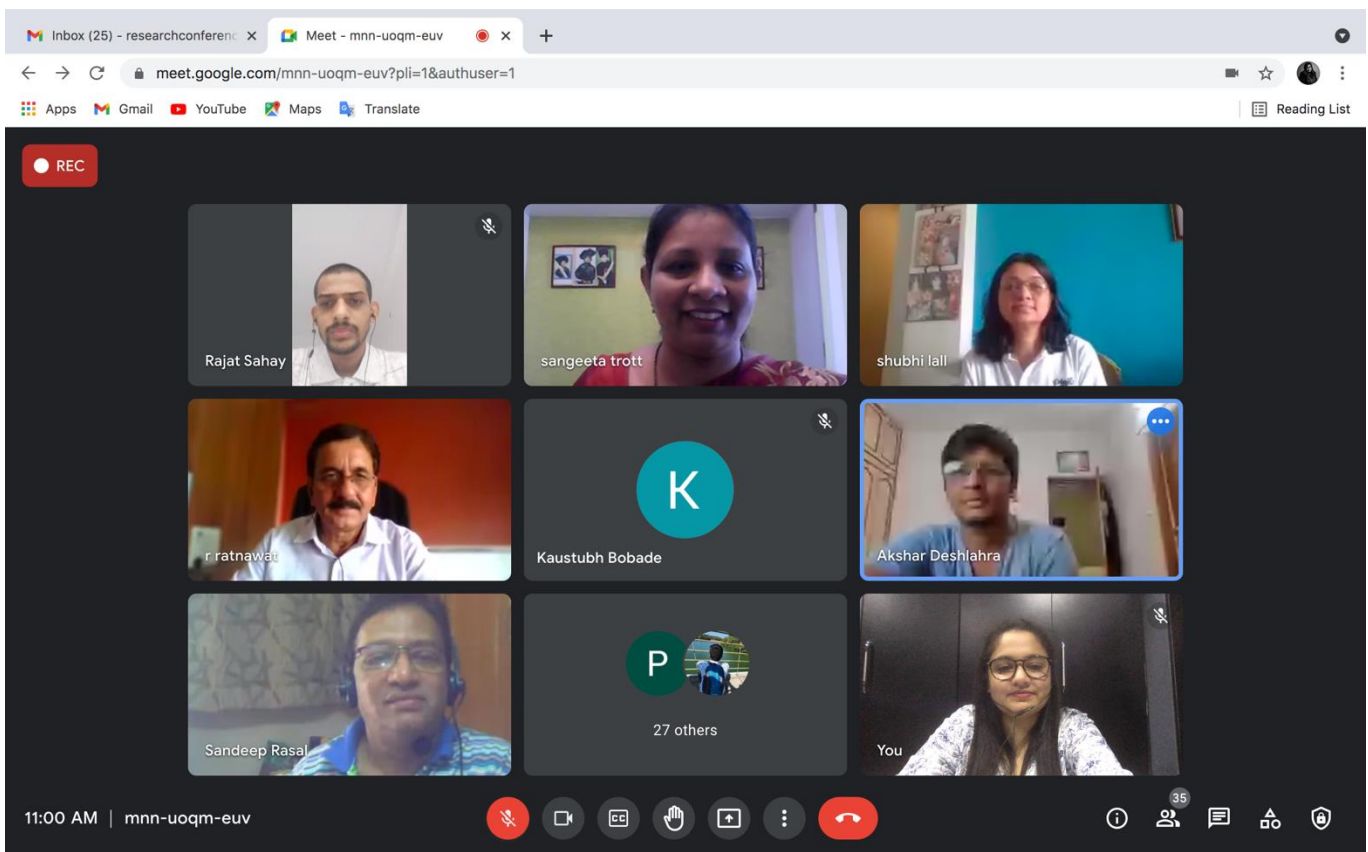 Inbox (25) - researchconferenc
Meet - mnn-uoqm-euv
meet.google.com/mnn-uoqm-euv?pli=1&authuser=1
Apps Gmail YouTube Maps Translate Reading List
REC
Rajat Sahay sangeeta trott shubhi lall
r ratnawat Kaustubh Bobade Akshar Deshlahra
K
P
27 others
Sandeep Rasal You
35
11:00 AM | mnn-uoqm-euv
CC